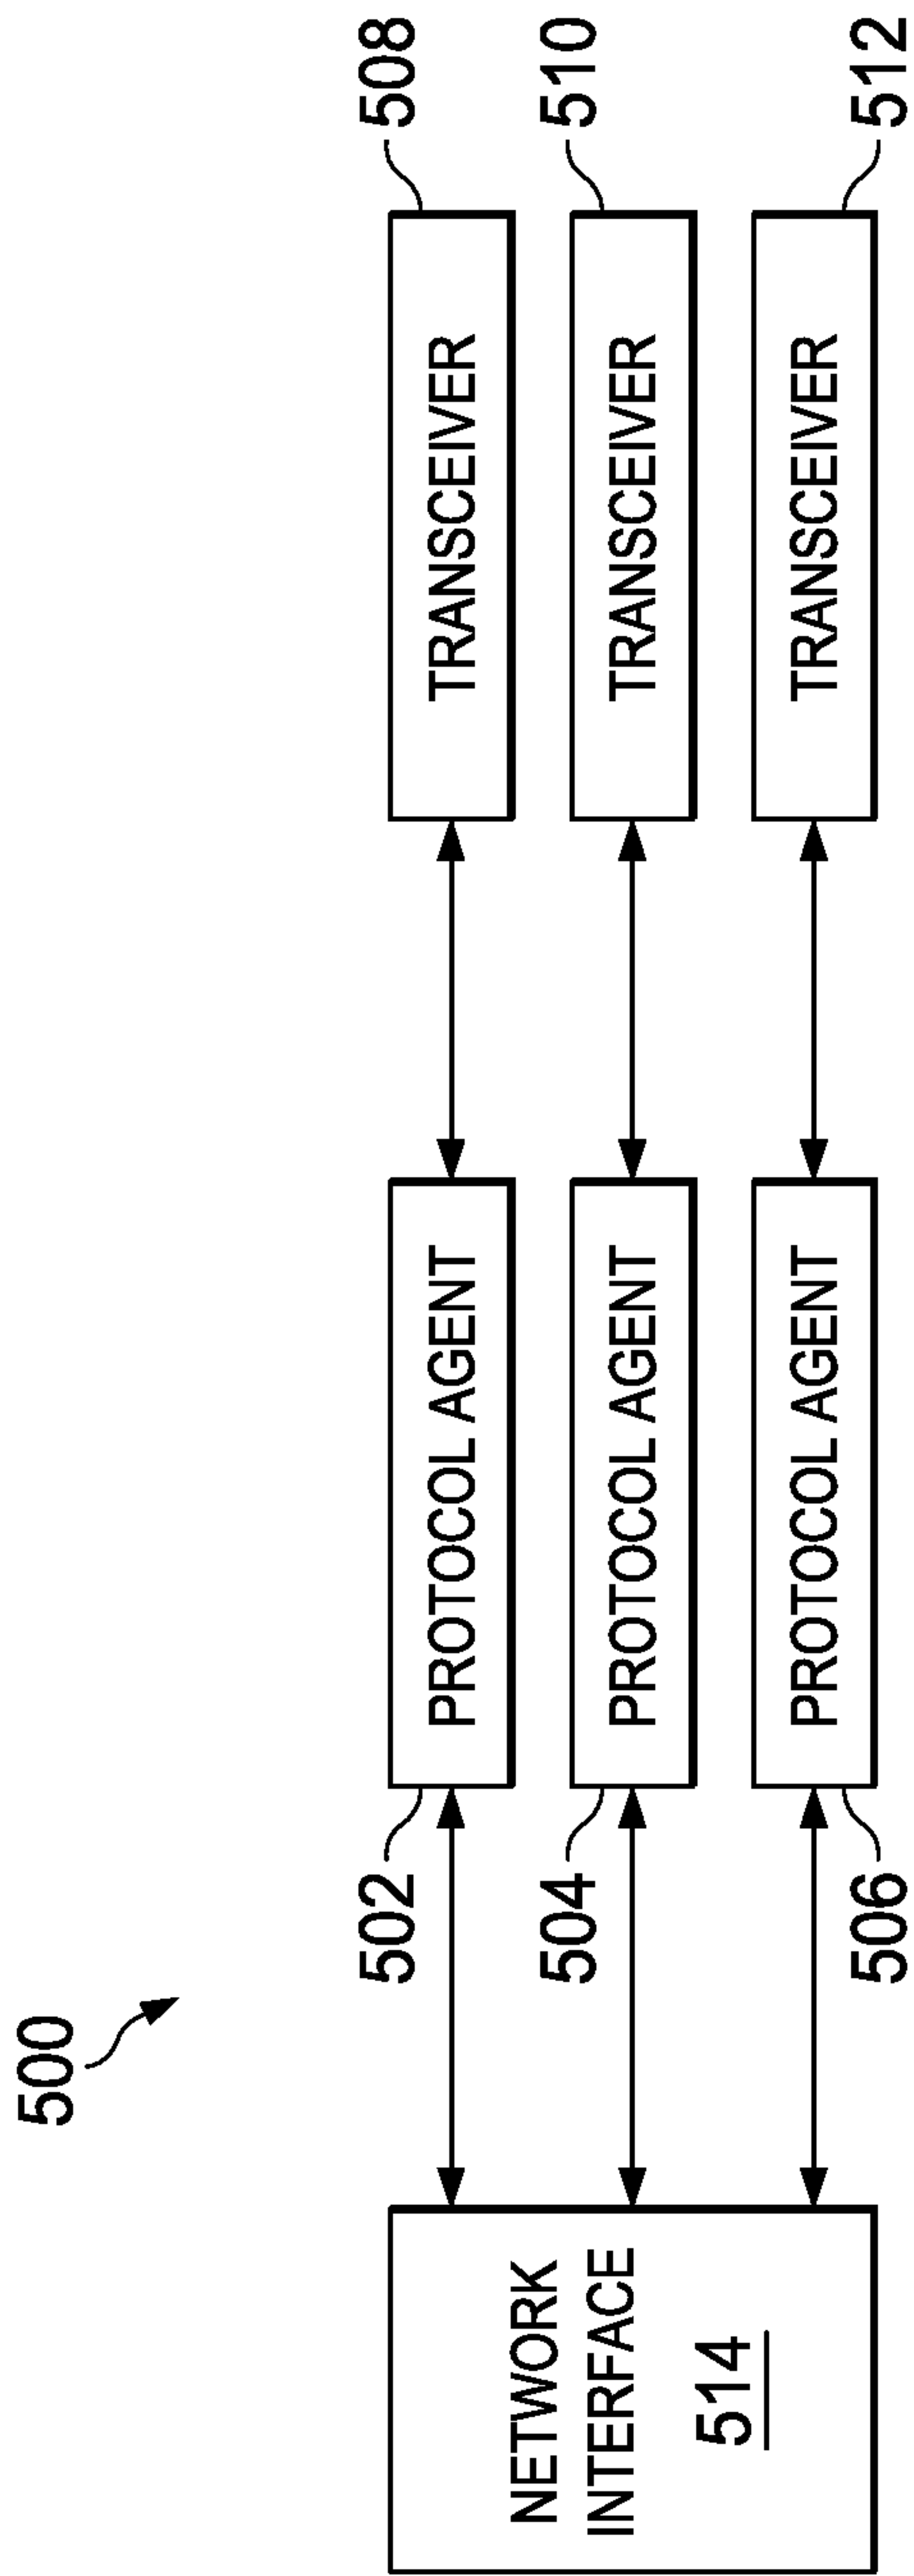 500
502
PROTOCOL AGENT
TRANSCEIVER
508
504
PROTOCOL AGENT
TRANSCEIVER
510
506
PROTOCOL AGENT
TRANSCEIVER
512
NETWORK
INTERFACE
514